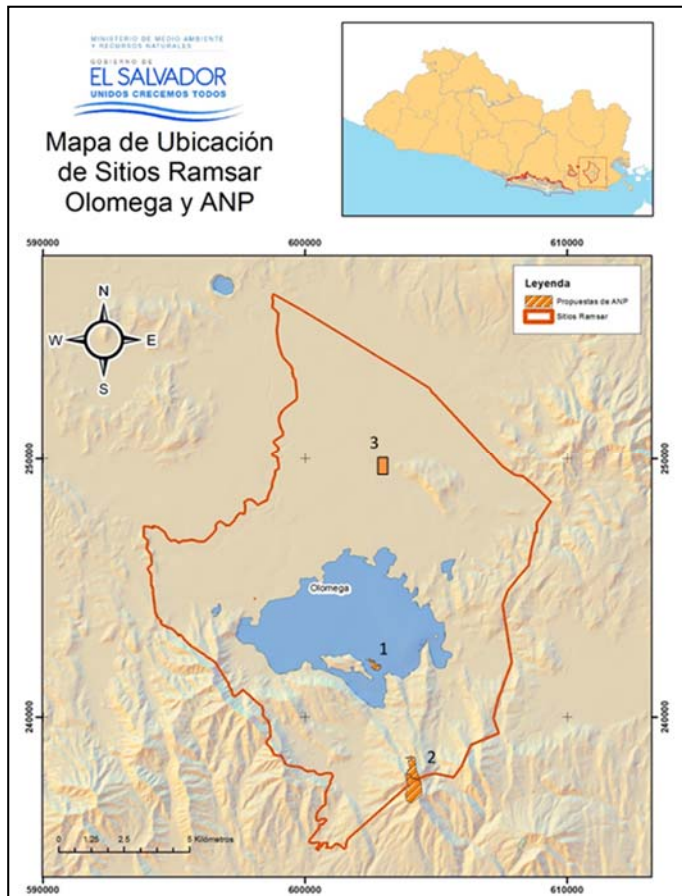 MINISTERIO DE MEDIO AMBIENTE
Y RECURSOS NATURALES
GOBIERNO DE
EL SALVADOR
UNIDOS CRECEMOS TODOS
Mapa de Ubicación
de Sitios Ramsar
Olomega y ANP
590000
600000
610000
N
W
E
S
Leyenda
Propuestas de ANP
Sitios Ramsar
3
250000
250000
Olomega
1
240000
240000
2
0 1.25 2.5 5 Kilómetros
600000
610000